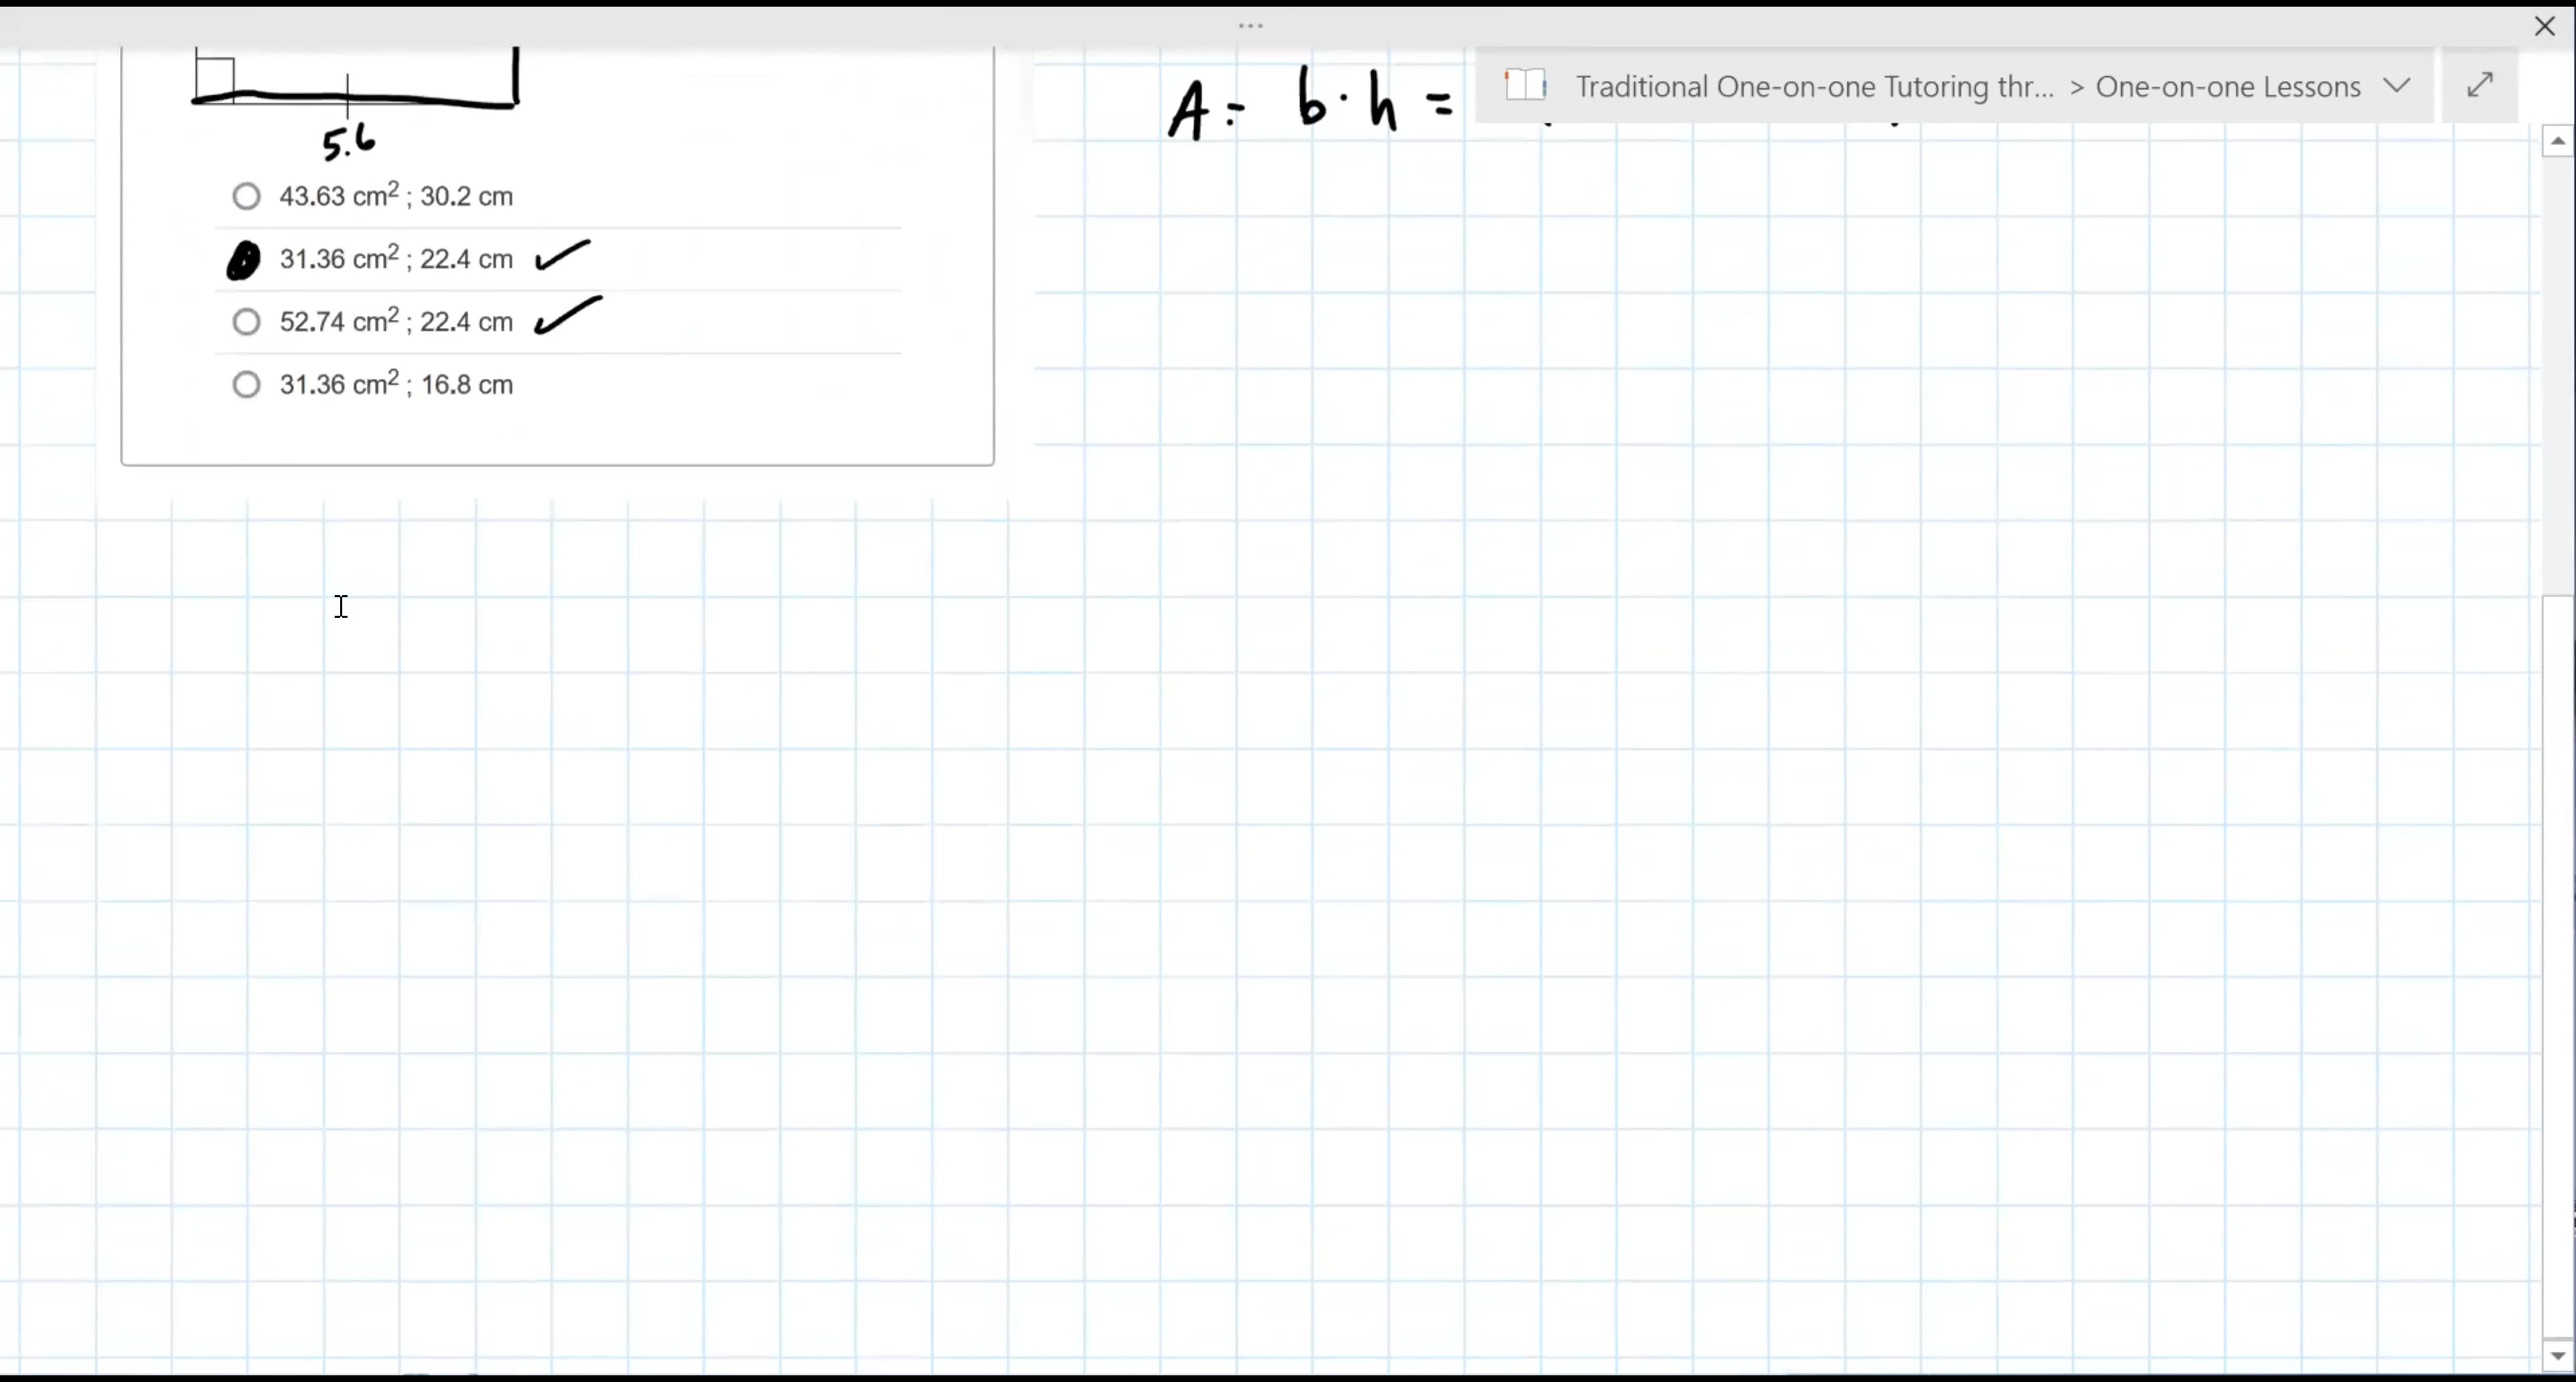 Traditional One-on-one Tutoring thr... > One-on-one Lessons
A = b · h =
5.6
43.63 cm² ; 30.2 cm
31.36 cm² ; 22.4 cm
52.74 cm² ; 22.4 cm
31.36 cm² ; 16.8 cm